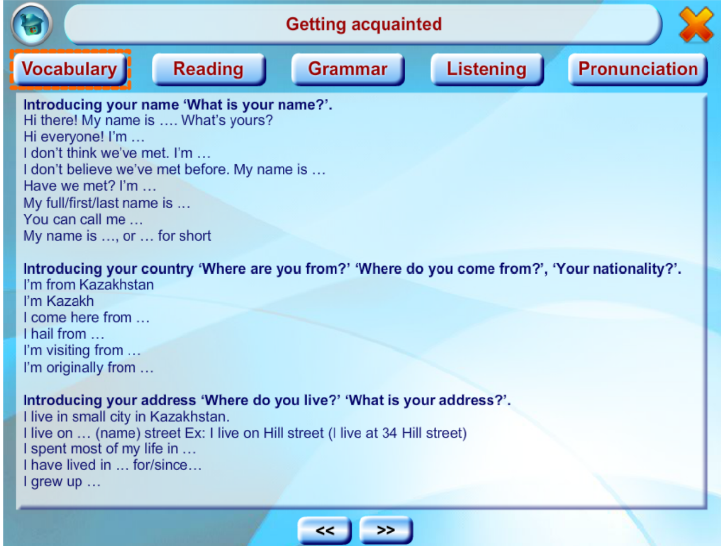 Getting acquainted
Vocabulary
Reading
Grammar
Listening
Pronunciation
Introducing your name ‘What is your name?’.
Hi there! My name is …. What’s yours?
Hi everyone! I’m …
I don’t think we’ve met. I’m …
I don’t believe we’ve met before. My name is …
Have we met? I’m …
My full/first/last name is …
You can call me …
My name is …, or … for short
Introducing your country ‘Where are you from?’ ‘Where do you come from?’, ‘Your nationality?’.
I’m from Kazakhstan
I’m Kazakh
I come here from …
I hail from …
I’m visiting from …
I’m originally from …
Introducing your address ‘Where do you live?’ ‘What is your address?’.
I live in small city in Kazakhstan.
I live on … (name) street Ex: I live on Hill street (I live at 34 Hill street)
I spent most of my life in …
I have lived in … for/since…
I grew up …
<< >>